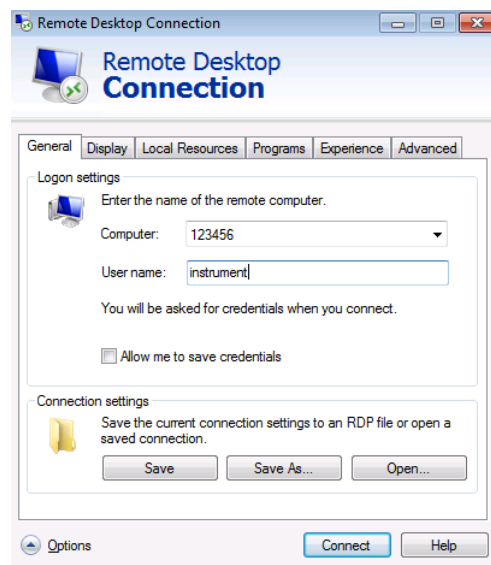 Remote Desktop Connection
Remote Desktop
Connection
General Display Local Resources Programs Experience Advanced
Logon settings
Enter the name of the remote computer.
Computer: 123456
User name: instrument
You will be asked for credentials when you connect.
Allow me to save credentials
Connection settings
Save the current connection settings to an RDP file or open a
saved connection.
Save Save As... Open...
Options Connect Help